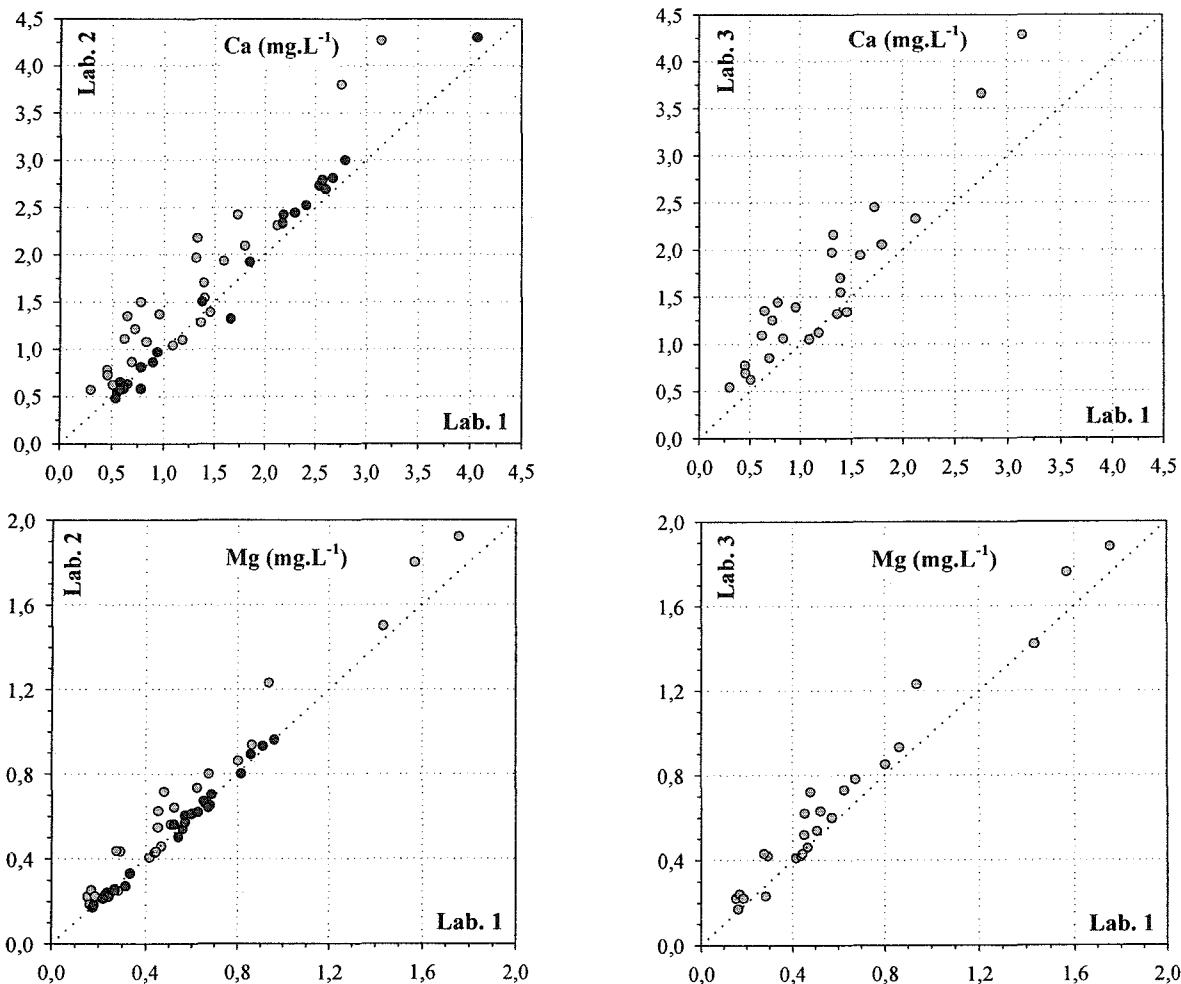 4,5
4,0
3,5
3,0
2,5
2,0
1,5
1,0
0,5
0,0
Lab. 2
Ca (mg.L-1)
Lab. 1
0,0 0,5 1,0 1,5 2,0 2,5 3,0 3,5 4,0 4,5
4,5
4,0
3,5
3,0
2,5
2,0
1,5
1,0
0,5
0,0
Lab. 3
Ca (mg.L-1)
Lab. 1
0,0 0,5 1,0 1,5 2,0 2,5 3,0 3,5 4,0 4,5
2,0
1,6
1,2
0,8
0,4
0,0
Lab. 2
Mg (mg.L-1)
Lab. 1
0,0 0,4 0,8 1,2 1,6 2,0
2,0
1,6
1,2
0,8
0,4
0,0
Lab. 3
Mg (mg.L-1)
Lab. 1
0,0 0,4 0,8 1,2 1,6 2,0